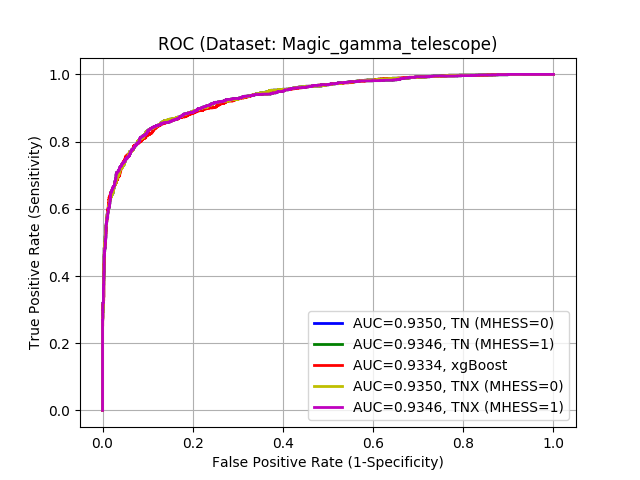 ROC (Dataset: Magic_gamma_telescope)
True Positive Rate (Sensitivity)
1.0
0.8
0.6
0.4
0.2
0.0
AUC=0.9350, TN (MHESS=0)
AUC=0.9346, TN (MHESS=1)
AUC=0.9334, xgBoost
AUC=0.9350, TNX (MHESS=0)
AUC=0.9346, TNX (MHESS=1)
0.0 0.2 0.4 0.6 0.8 1.0
False Positive Rate (1-Specificity)